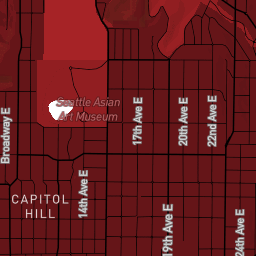 Seattle Asian
Art Museum
Broadway E
17th Ave E
20th Ave E
22nd Ave E
CAPITOL
HILL
14th Ave E
19th Ave E
24th Ave E